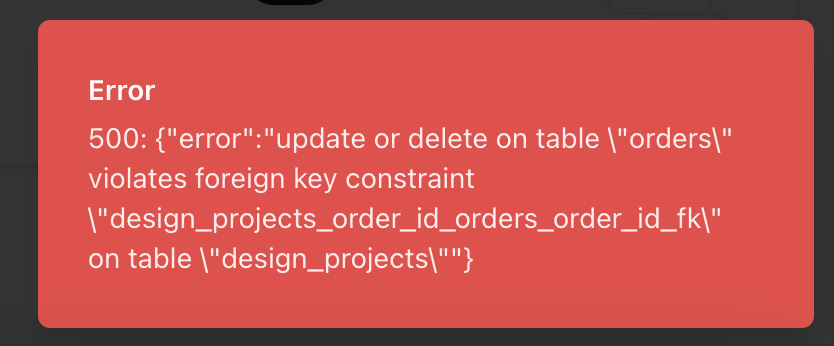 Error
500: {"error":"update or delete on table \"orders\"
violates foreign key constraint
\"design_projects_order_id_orders_order_id_fk\"
on table \"design_projects\""}